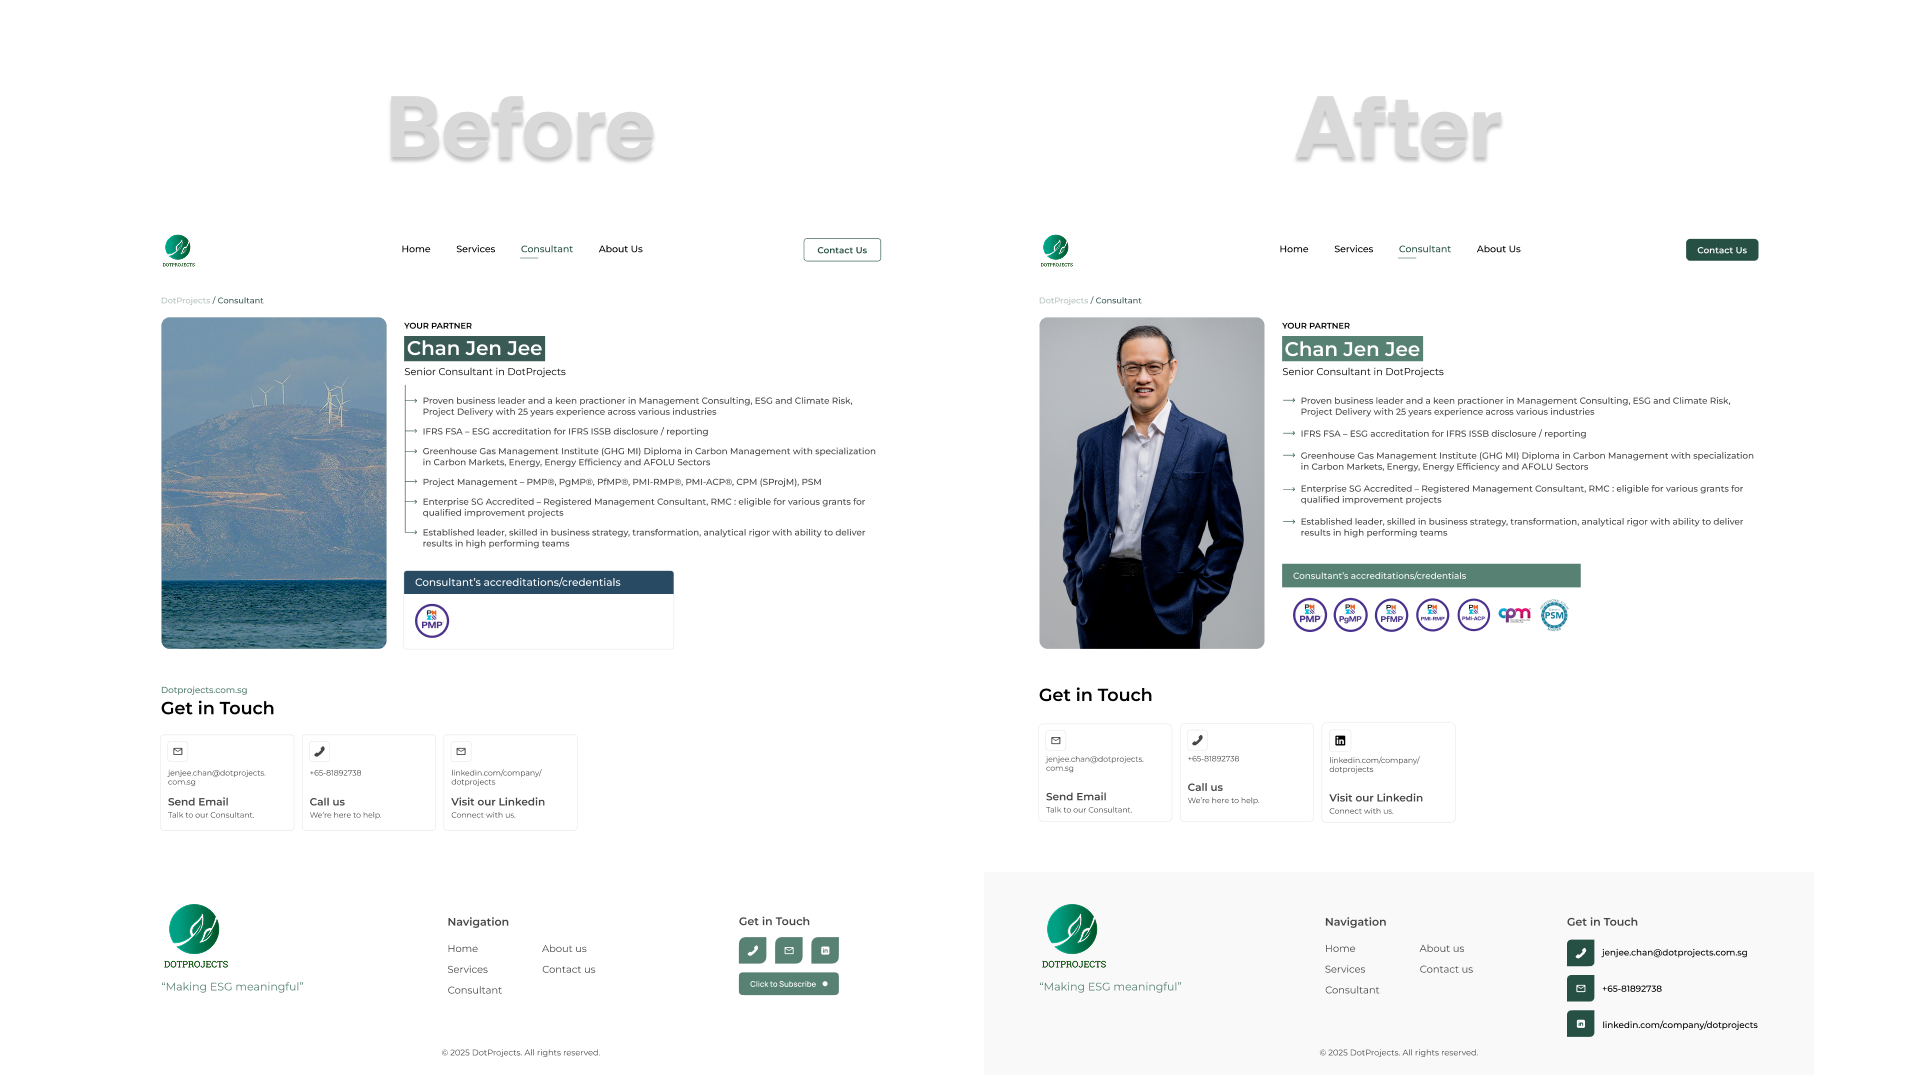 Before
DOTPROJECTS
Home
Services
Consultant
About Us
Contact Us
DotProjects / Consultant
YOUR PARTNER
Chan Jen Jee
Senior Consultant in DotProjects
Proven business leader and a keen practioner in Management Consulting, ESG and Climate Risk,
Project Delivery with 25 years experience across various industries
IFRS FSA – ESG accreditation for IFRS ISSB disclosure / reporting
Greenhouse Gas Management Institute (GHG MI) Diploma in Carbon Management with specialization
in Carbon Markets, Energy, Energy Efficiency and AFOLU Sectors
Project Management – PMP®, PgMP®, PfMP®, PMI-RMP®, PMI-ACP®, CPM (SProjM), PSM
Enterprise SG Accredited – Registered Management Consultant, RMC : eligible for various grants for
qualified improvement projects
Established leader, skilled in business strategy, transformation, analytical rigor with ability to deliver
results in high performing teams
Consultant's accreditations/credentials
PMP
Dotprojects.com.sg
Get in Touch
jenjee.chan@dotprojects.
com.sg
Send Email
Talk to our Consultant.
+65-81892738
Call us
We're here to help.
linkedin.com/company/
dotprojects
Visit our Linkedin
Connect with us.
DOTPROJECTS
“Making ESG meaningful”
Navigation
Home
Services
Consultant
About us
Contact us
Get in Touch
Click to Subscribe
© 2025 DotProjects. All rights reserved.
After
DOTPROJECTS
Home
Services
Consultant
About Us
Contact Us
DotProjects / Consultant
YOUR PARTNER
Chan Jen Jee
Senior Consultant in DotProjects
Proven business leader and a keen practioner in Management Consulting, ESG and Climate Risk,
Project Delivery with 25 years experience across various industries
IFRS FSA – ESG accreditation for IFRS ISSB disclosure / reporting
Greenhouse Gas Management Institute (GHG MI) Diploma in Carbon Management with specialization
in Carbon Markets, Energy, Energy Efficiency and AFOLU Sectors
Enterprise SG Accredited – Registered Management Consultant, RMC : eligible for various grants for
qualified improvement projects
Established leader, skilled in business strategy, transformation, analytical rigor with ability to deliver
results in high performing teams
Consultant's accreditations/credentials
PMP
PgMP
PfMP
PMI-RMP
PMI-ACP
cpm
PSM
Get in Touch
jenjee.chan@dotprojects.
com.sg
Send Email
Talk to our Consultant.
+65-81892738
Call us
We're here to help.
linkedin.com/company/
dotprojects
Visit our Linkedin
Connect with us.
DOTPROJECTS
“Making ESG meaningful”
Navigation
Home
Services
Consultant
About us
Contact us
Get in Touch
jenjee.chan@dotprojects.com.sg
+65-81892738
linkedin.com/company/dotprojects
© 2025 DotProjects. All rights reserved.